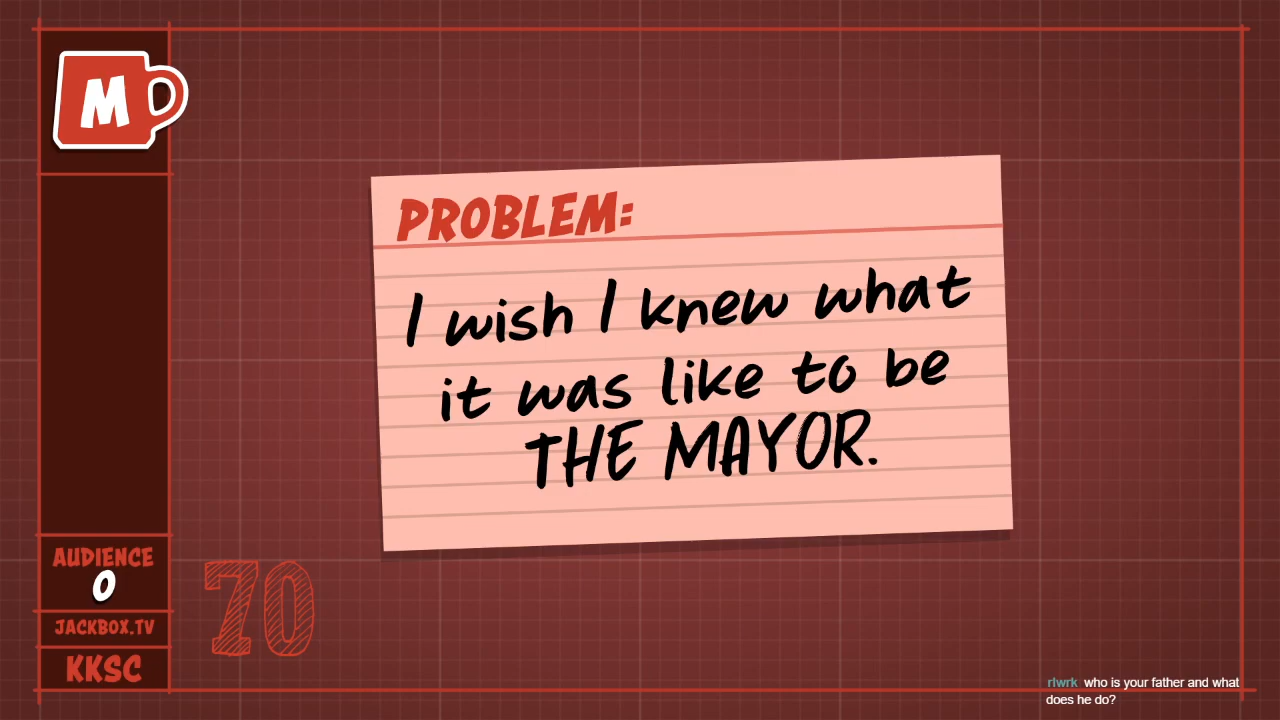 M
PROBLEM:
I wish I knew what
it was like to be
THE MAYOR.
AUDIENCE
0
JACKBOX.TV
KKSC
70
rlwrk who is your father and what
does he do?